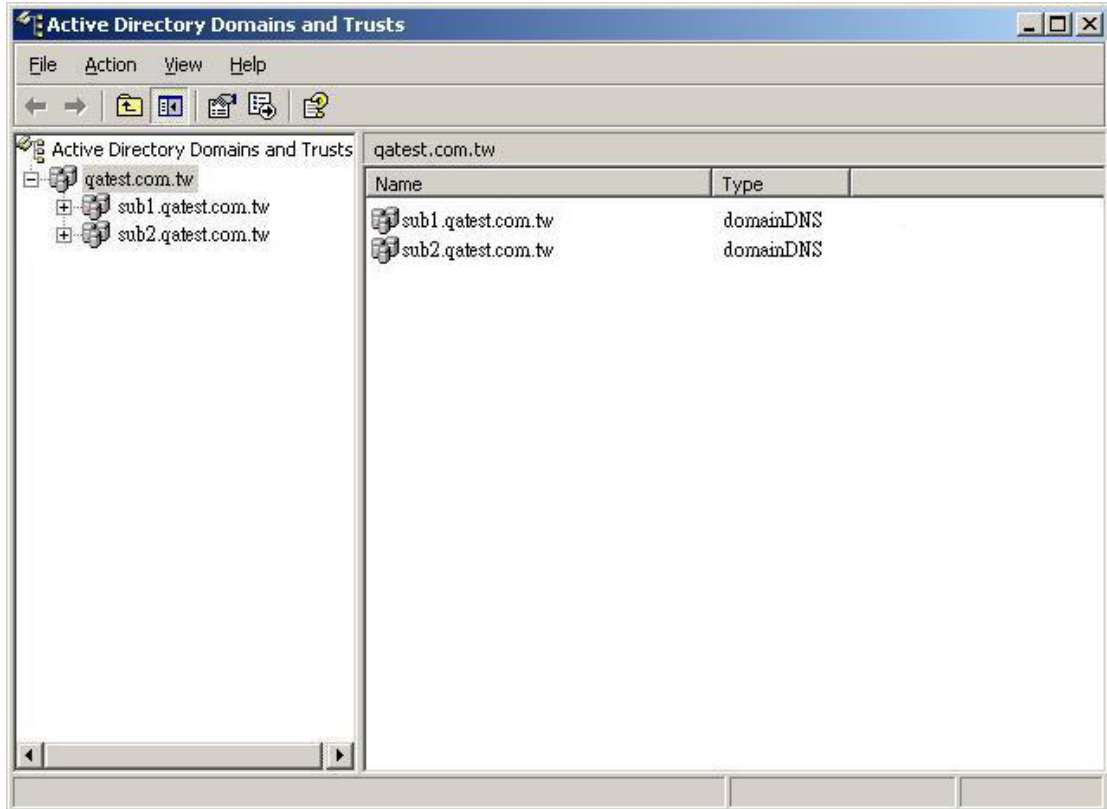 Active Directory Domains and Trusts
File Action View Help
Active Directory Domains and Trusts
qatest.com.tw
sub1.qatest.com.tw
sub2.qatest.com.tw
qatest.com.tw
Name Type
sub1.qatest.com.tw domainDNS
sub2.qatest.com.tw domainDNS